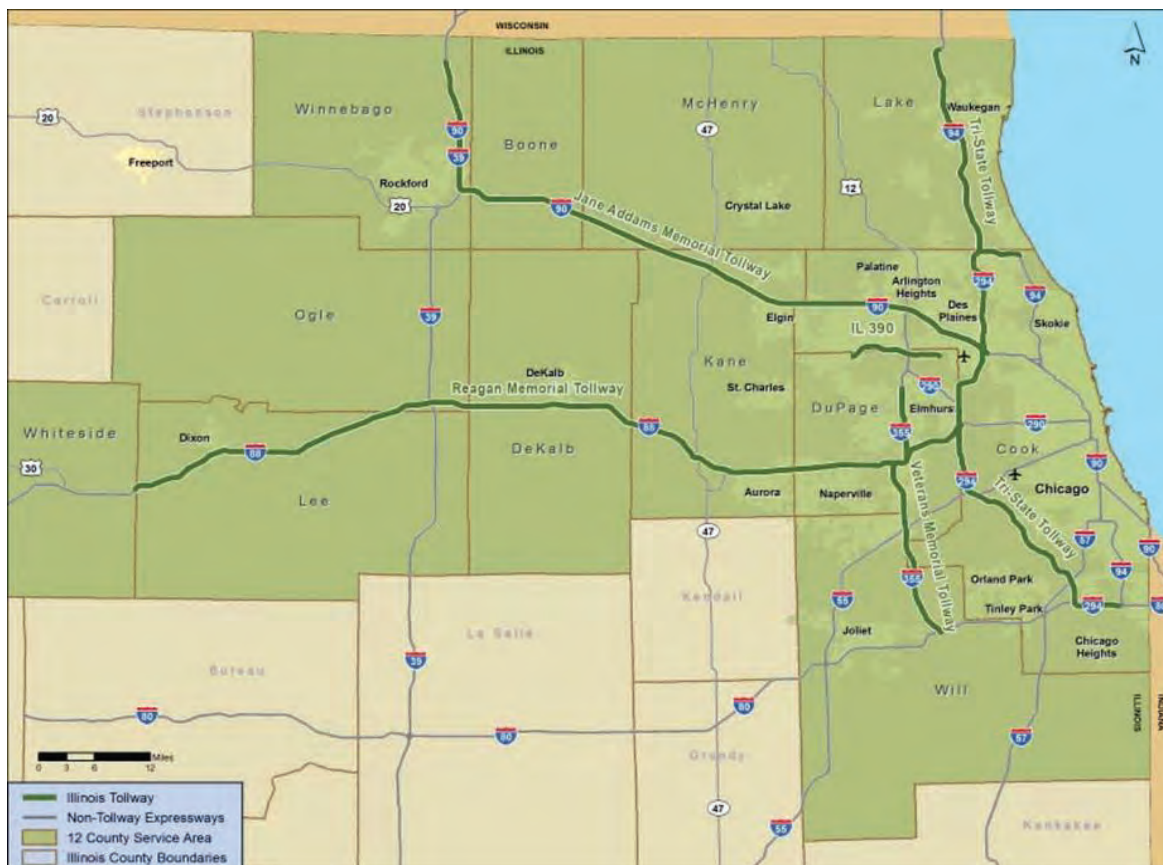 WISCONSIN
ILLINOIS
N
Stephenson
Winnebago
Boone
McHenry
Lake
Waukegan
20
Freeport
90
39
47
94
Tri-State Tollway
Rockford
20
12
Crystal Lake
90
Jane Addams Memorial Tollway
Palatine
Arlington
Heights
Des
Plaines
294
94
Skokie
Carroll
Ogle
39
Elgin
90
IL 390
Kane
DeKalb
Reagan Memorial Tollway
St. Charles
DuPage
290
Elmhurst
355
290
Cook
90
Whiteside
Dixon
88
88
DeKalb
Lee
30
Aurora
Naperville
294
Chicago
Tri-State Tollway
Veterans Memorial Tollway
57
90
47
94
355
Orland Park
Tinley Park
294
80
Kendall
55
Joliet
Chicago
Heights
La Salle
39
Bureau
Will
ILLINOIS
INDIANA
80
80
80
57
Grundy
47
55
Kankakee
0 3 6 12
Miles
Illinois Tollway
Non-Tollway Expressways
12 County Service Area
Illinois County Boundaries